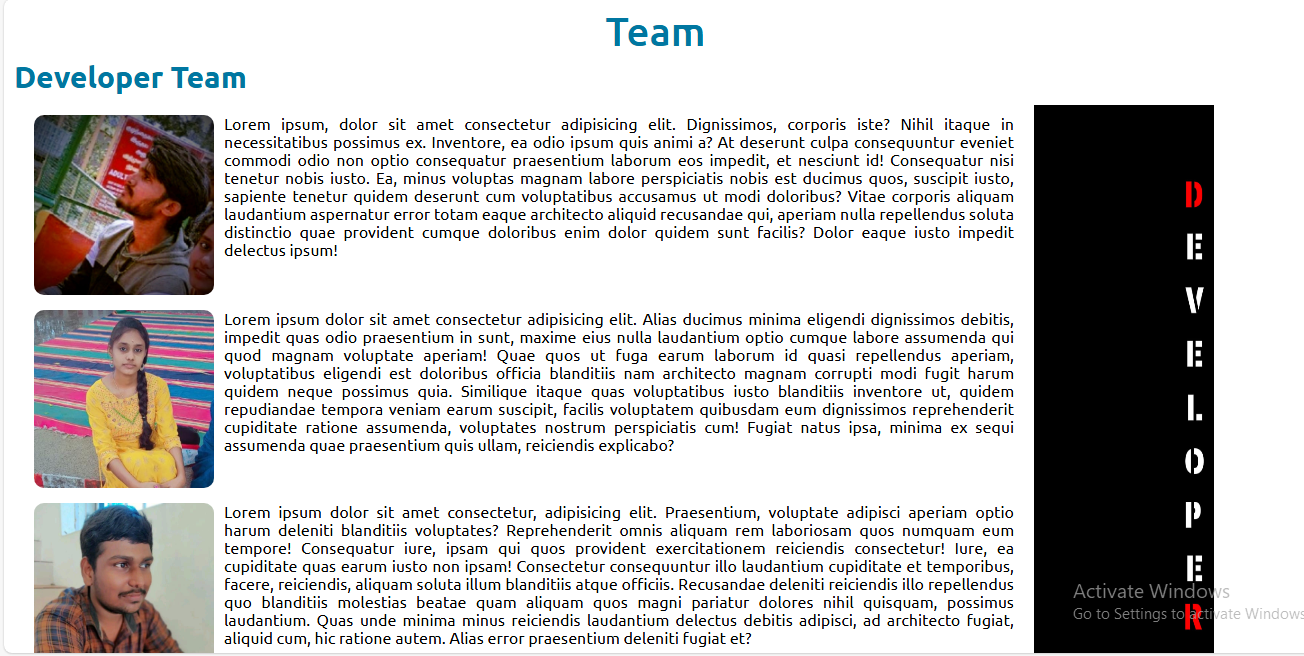 Team
Developer Team
Lorem ipsum, dolor sit amet consectetur adipisicing elit. Dignissimos, corporis iste? Nihil itaque in
necessitatibus possimus ex. Inventore, ea odio ipsum quis animi a? At deserunt culpa consequuntur eveniet
commodi odio non optio consequatur praesentium laborum eos impedit, et nesciunt id! Consequatur nisi
tenetur nobis iusto. Ea, minus voluptas magnam labore perspiciatis nobis est ducimus quos, suscipit iusto,
sapiente tenetur quidem deserunt cum voluptatibus accusamus ut modi doloribus? Vitae corporis aliquam
laudantium aspernatur error totam eaque architecto aliquid recusandae qui, aperiam nulla repellendus soluta
distinctio quae provident cumque doloribus enim dolor quidem sunt facilis? Dolor eaque iusto impedit
delectus ipsum!
ADULT
Lorem ipsum dolor sit amet consectetur adipisicing elit. Alias ducimus minima eligendi dignissimos debitis,
impedit quas odio praesentium in sunt, maxime eius nulla laudantium optio cumque labore assumenda qui
quod magnam voluptate aperiam! Quae quos ut fuga earum laborum id quasi repellendus aperiam,
voluptatibus eligendi est doloribus officia blanditiis nam architecto magnam corrupti modi fugit harum
quidem neque possimus quia. Similique itaque quas voluptatibus iusto blanditiis inventore ut, quidem
repudiandae tempora veniam earum suscipit, facilis voluptatem quibusdam eum dignissimos reprehenderit
cupiditate ratione assumenda, voluptates nostrum perspiciatis cum! Fugiat natus ipsa, minima ex sequi
assumenda quae praesentium quis ullam, reiciendis explicabo?
Lorem ipsum dolor sit amet consectetur, adipisicing elit. Praesentium, voluptate adipisci aperiam optio
harum deleniti blanditiis voluptates? Reprehenderit omnis aliquam rem laboriosam quos numquam eum
tempore! Consequatur iure, ipsam qui quos provident exercitationem reiciendis consectetur! Iure, ea
cupiditate quas earum iusto non ipsam! Consectetur consequuntur illo laudantium cupiditate et temporibus,
facere, reiciendis, aliquam soluta illum blanditiis atque officiis. Recusandae deleniti reiciendis illo repellendus
quo blanditiis molestias beatae quam aliquam quos magni pariatur dolores nihil quisquam, possimus
laudantium. Quas unde minima minus reiciendis laudantium delectus debitis adipisci, ad architecto fugiat,
aliquid cum, hic ratione autem. Alias error praesentium deleniti fugiat et?
D
E
V
E
L
O
P
E
R
Activate Windows
Go to Settings to activate Windows